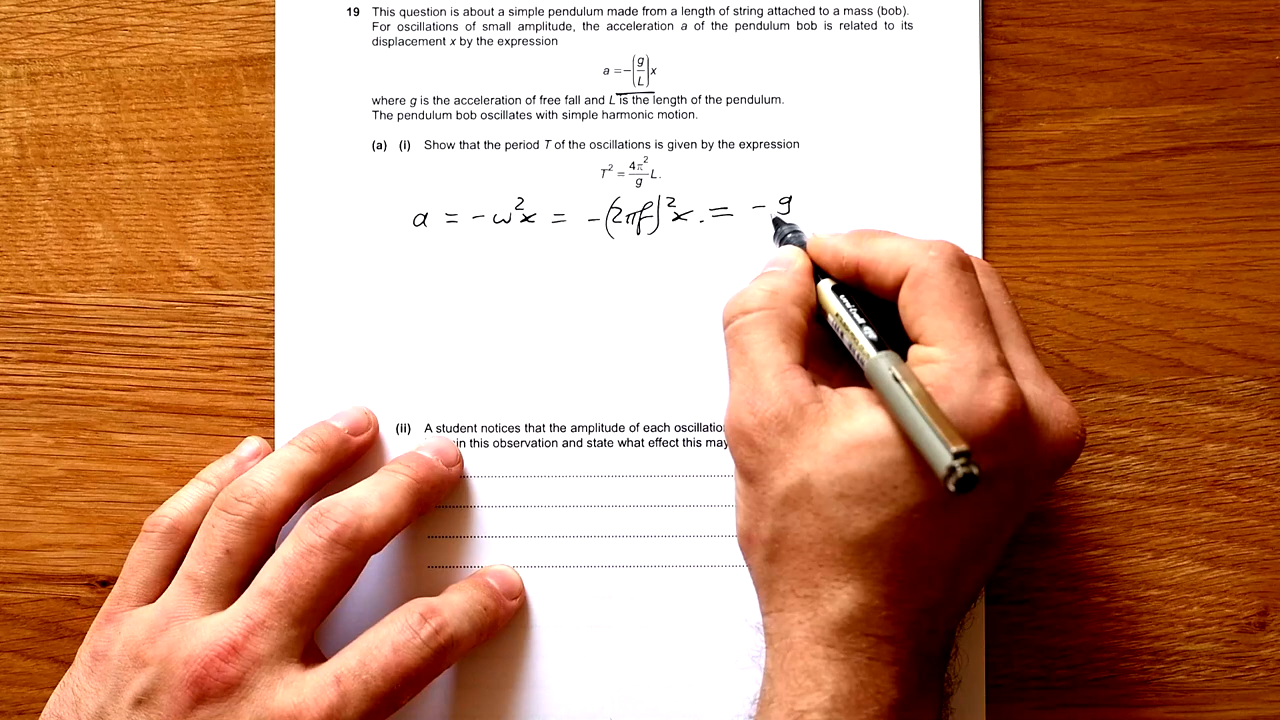 19 This question is about a simple pendulum made from a length of string attached to a mass (bob).
For oscillations of small amplitude, the acceleration a of the pendulum bob is related to its
displacement x by the expression
a = -(g/L)x
where g is the acceleration of free fall and L is the length of the pendulum.
The pendulum bob oscillates with simple harmonic motion.
(a) (i) Show that the period T of the oscillations is given by the expression
T² = 4π²/g L.
a = -ω²x = -(2πf)²x. = -g
(ii) A student notices that the amplitude of each oscillatio
in this observation and state what effect this may
uni-ball